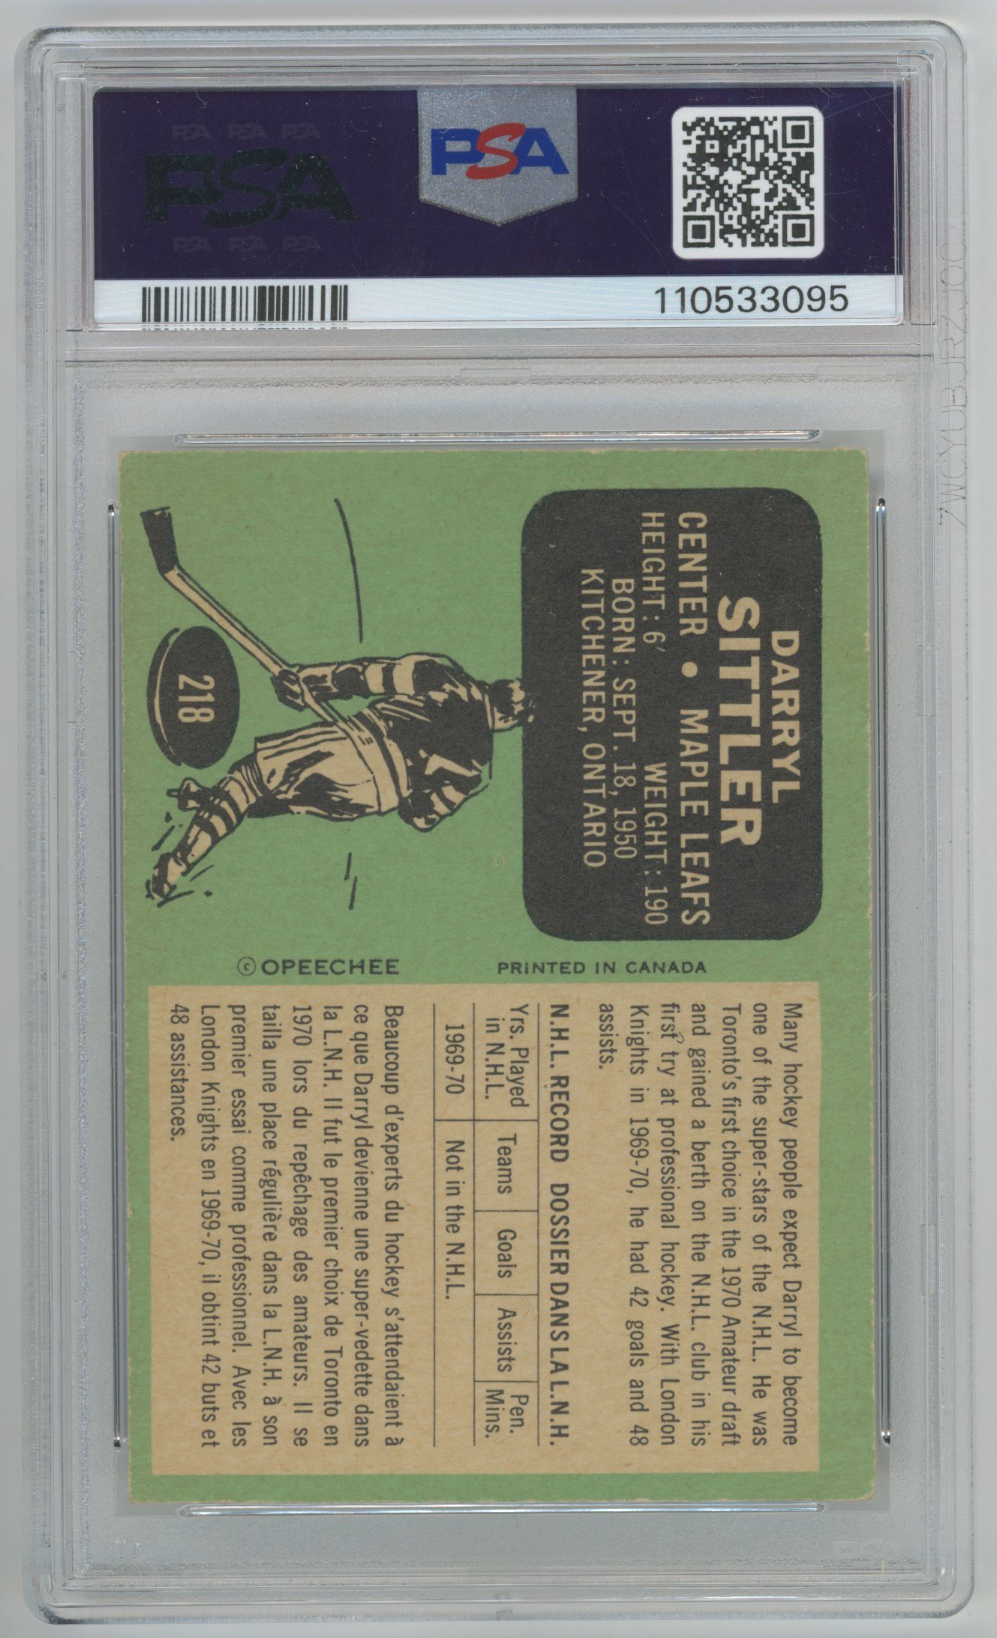 PSA PSA PSA
PSA
PSA PSA PSA
PSA
110533095
DARRYL
SITTLER
CENTER • MAPLE LEAFS
HEIGHT: 6' WEIGHT: 190
BORN: SEPT. 18, 1950
KITCHENER, ONTARIO
218
© OPEECHEE
PRINTED IN CANADA
Many hockey people expect Darryl to become
one of the super-stars of the N.H.L. He was
Toronto's first choice in the 1970 Amateur draft
and gained a berth on the N.H.L. club in his
first try at professional hockey. With London
Knights in 1969-70, he had 42 goals and 48
assists.
N.H.L. RECORD DOSSIER DANS LA L.N.H.
Yrs. Played in N.H.L. Teams Goals Assists Pen. Mins.
1969-70 Not in the N.H.L.
Beaucoup d'experts du hockey s'attendaient à
ce que Darryl devienne une super-vedette dans
la L.N.H. Il fut le premier choix de Toronto en
1970 lors du repêchage des amateurs. Il se
tailla une place régulière dans la L.N.H. à son
premier essai comme professionnel. Avec les
London Knights en 1969-70, il obtint 42 buts et
48 assistances.